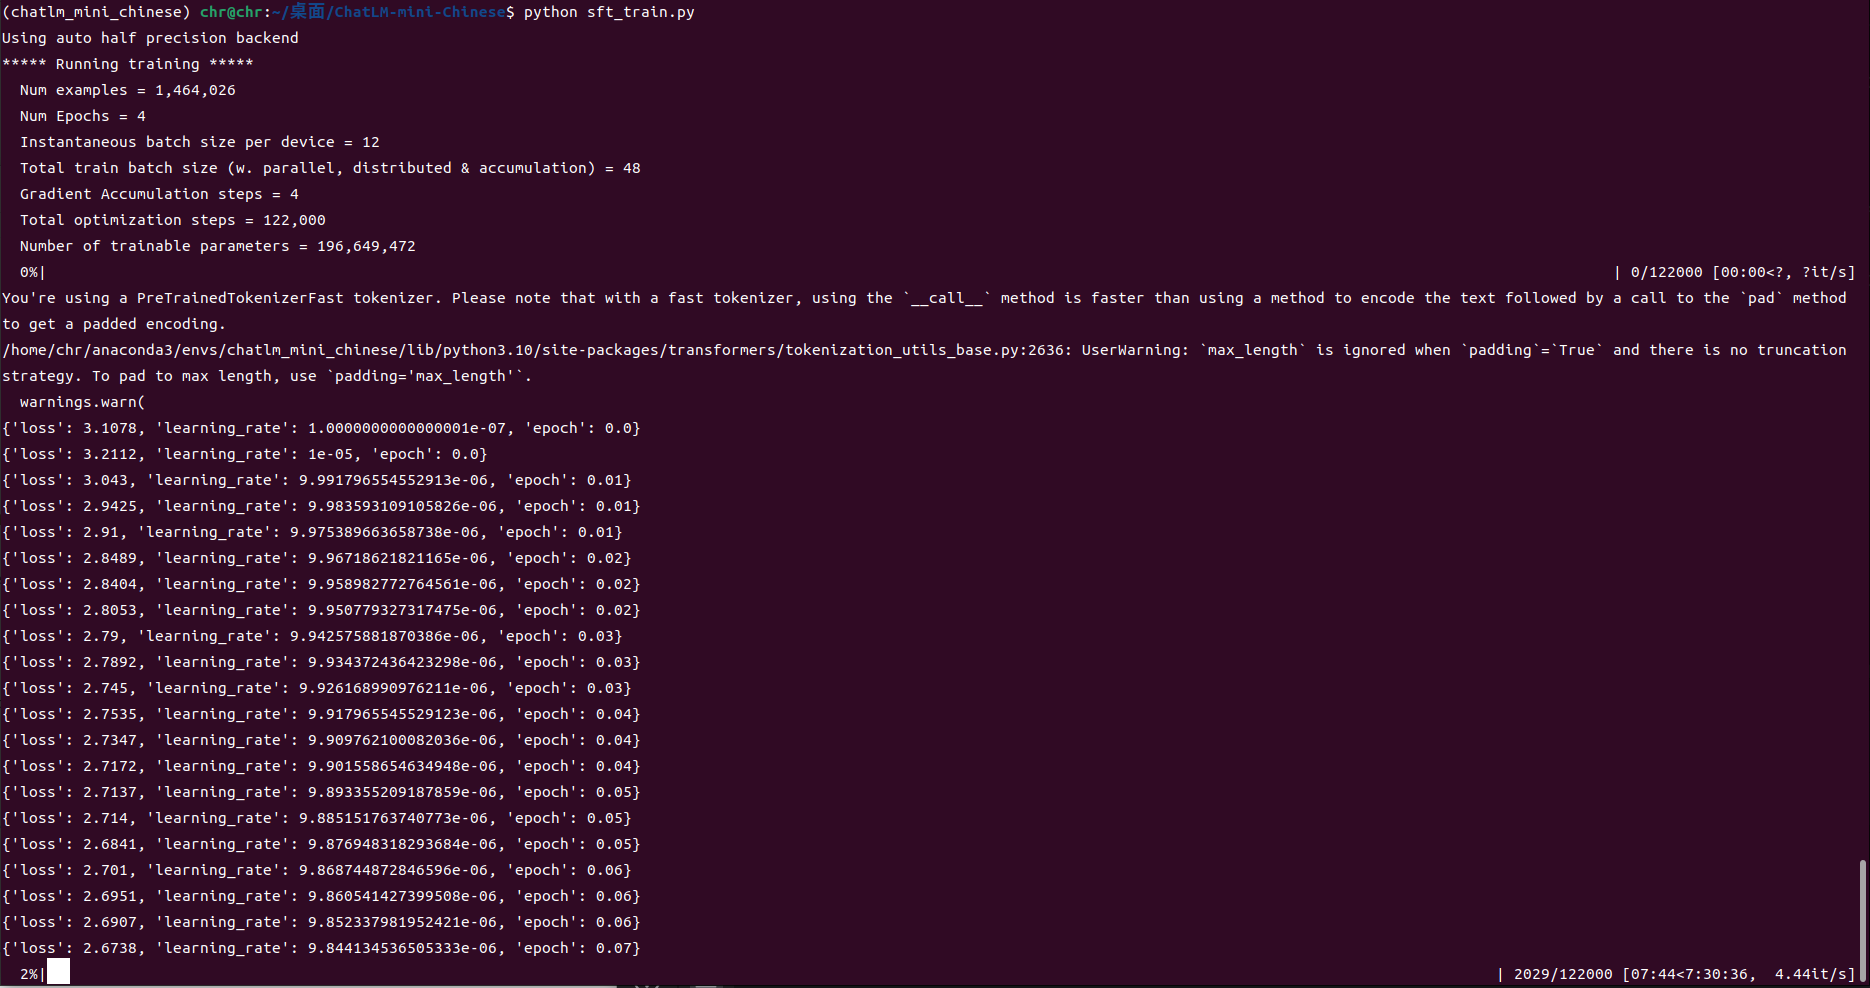 (chatlm_mini_chinese) chr@chr:~/桌面/ChatLM-mini-Chinese$ python sft_train.py
Using auto half precision backend
***** Running training *****
  Num examples = 1,464,026
  Num Epochs = 4
  Instantaneous batch size per device = 12
  Total train batch size (w. parallel, distributed & accumulation) = 48
  Gradient Accumulation steps = 4
  Total optimization steps = 122,000
  Number of trainable parameters = 196,649,472
  0%| | 0/122000 [00:00<?, ?it/s]
You're using a PreTrainedTokenizerFast tokenizer. Please note that with a fast tokenizer, using the `__call__` method is faster than using a method to encode the text followed by a call to the `pad` method
to get a padded encoding.
/home/chr/anaconda3/envs/chatlm_mini_chinese/lib/python3.10/site-packages/transformers/tokenization_utils_base.py:2636: UserWarning: `max_length` is ignored when `padding`=`True` and there is no truncation
strategy. To pad to max length, use `padding='max_length'`.
  warnings.warn(
{'loss': 3.1078, 'learning_rate': 1.0000000000000001e-07, 'epoch': 0.0}
{'loss': 3.2112, 'learning_rate': 1e-05, 'epoch': 0.0}
{'loss': 3.043, 'learning_rate': 9.991796554552913e-06, 'epoch': 0.01}
{'loss': 2.9425, 'learning_rate': 9.983593109105826e-06, 'epoch': 0.01}
{'loss': 2.91, 'learning_rate': 9.975389663658738e-06, 'epoch': 0.01}
{'loss': 2.8489, 'learning_rate': 9.96718621821165e-06, 'epoch': 0.02}
{'loss': 2.8404, 'learning_rate': 9.958982772764561e-06, 'epoch': 0.02}
{'loss': 2.8053, 'learning_rate': 9.950779327317475e-06, 'epoch': 0.02}
{'loss': 2.79, 'learning_rate': 9.942575881870386e-06, 'epoch': 0.03}
{'loss': 2.7892, 'learning_rate': 9.934372436423298e-06, 'epoch': 0.03}
{'loss': 2.745, 'learning_rate': 9.926168990976211e-06, 'epoch': 0.03}
{'loss': 2.7535, 'learning_rate': 9.917965545529123e-06, 'epoch': 0.04}
{'loss': 2.7347, 'learning_rate': 9.909762100082036e-06, 'epoch': 0.04}
{'loss': 2.7172, 'learning_rate': 9.901558654634948e-06, 'epoch': 0.04}
{'loss': 2.7137, 'learning_rate': 9.893355209187859e-06, 'epoch': 0.05}
{'loss': 2.714, 'learning_rate': 9.885151763740773e-06, 'epoch': 0.05}
{'loss': 2.6841, 'learning_rate': 9.876948318293684e-06, 'epoch': 0.05}
{'loss': 2.701, 'learning_rate': 9.868744872846596e-06, 'epoch': 0.06}
{'loss': 2.6951, 'learning_rate': 9.860541427399508e-06, 'epoch': 0.06}
{'loss': 2.6907, 'learning_rate': 9.852337981952421e-06, 'epoch': 0.06}
{'loss': 2.6738, 'learning_rate': 9.844134536505333e-06, 'epoch': 0.07}
  2%| | 2029/122000 [07:44<7:30:36,  4.44it/s]